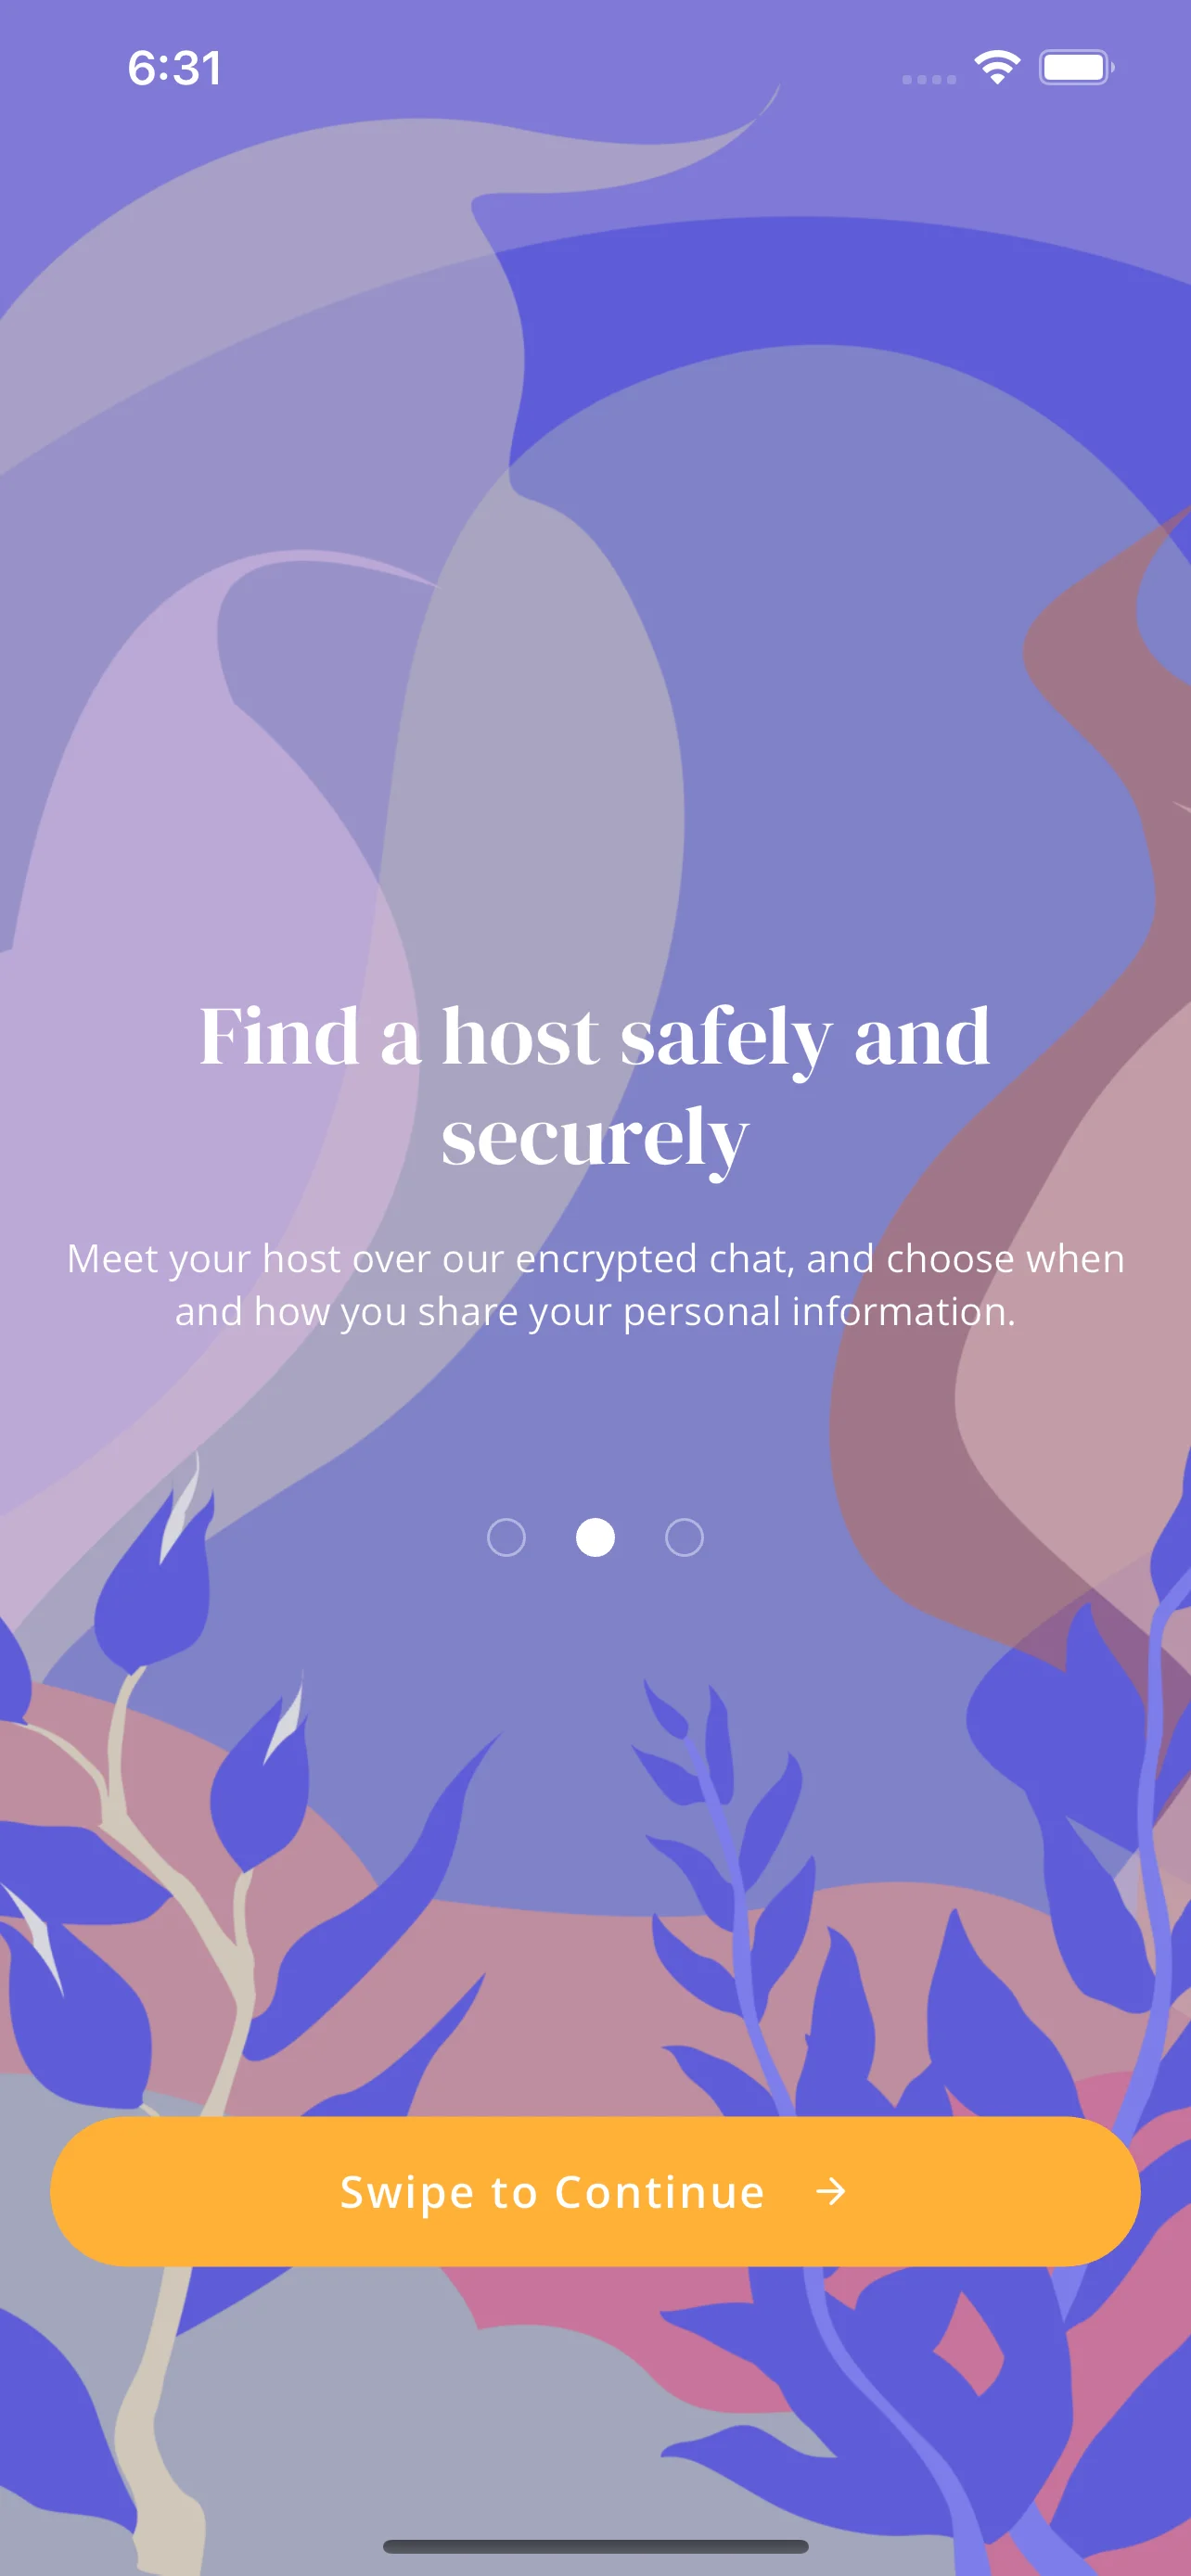 6:31
Find a host safely and
securely
Meet your host over our encrypted chat, and choose when
and how you share your personal information.
Swipe to Continue →